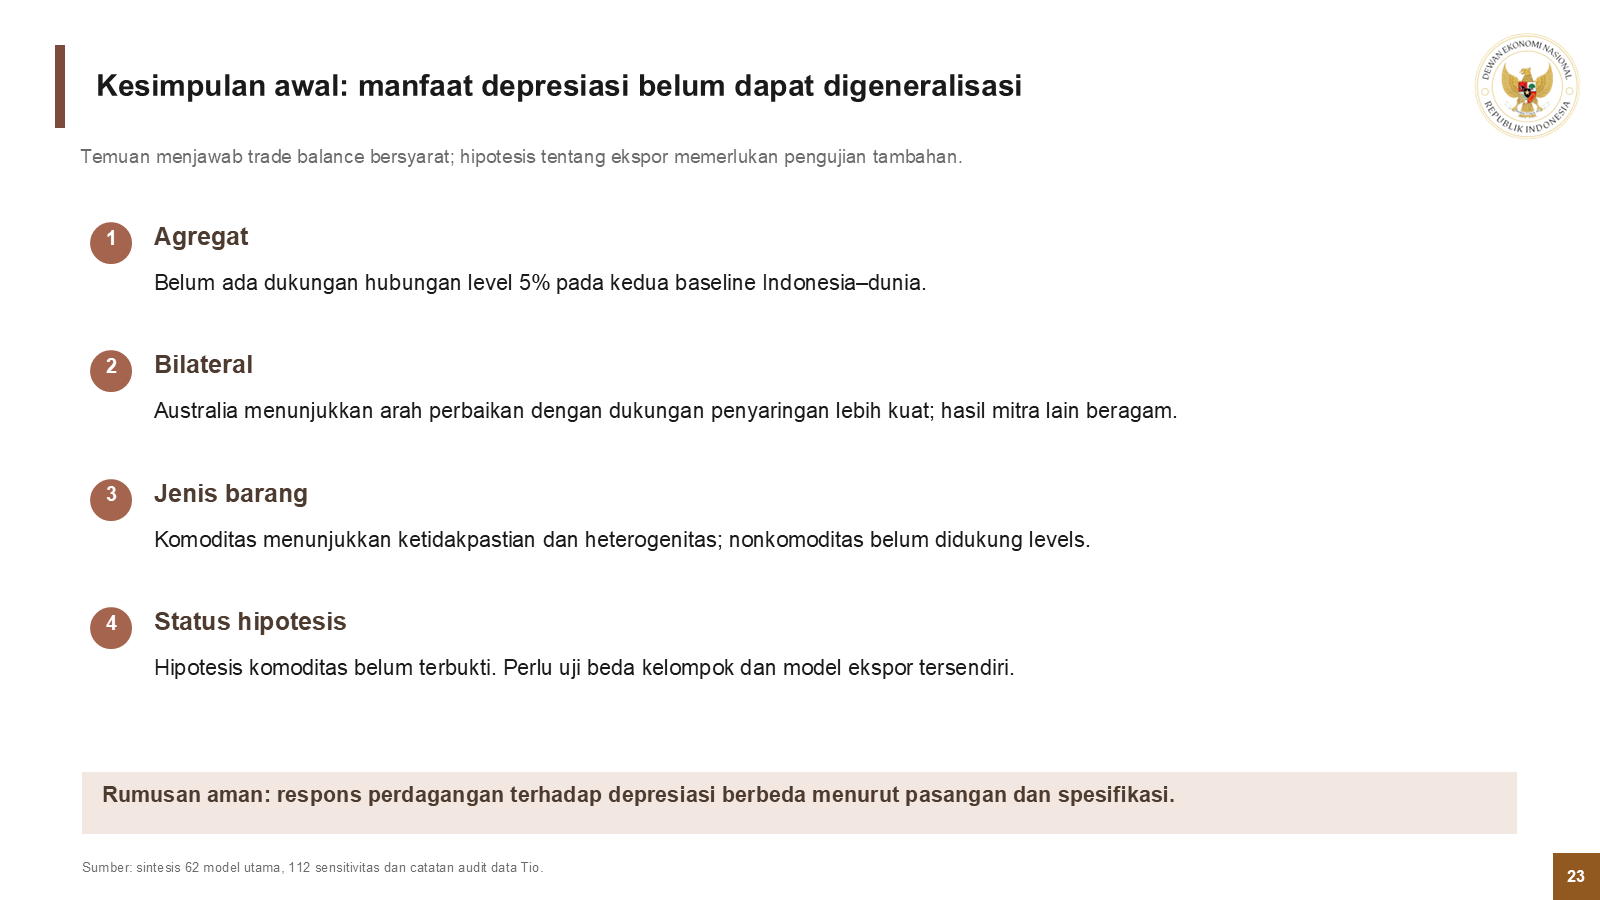 Kesimpulan awal: manfaat depresiasi belum dapat digeneralisasi
DEWAN EKONOMI NASIONAL
REPUBLIK INDONESIA
Temuan menjawab trade balance bersyarat; hipotesis tentang ekspor memerlukan pengujian tambahan.
1
Agregat
Belum ada dukungan hubungan level 5% pada kedua baseline Indonesia–dunia.
2
Bilateral
Australia menunjukkan arah perbaikan dengan dukungan penyaringan lebih kuat; hasil mitra lain beragam.
3
Jenis barang
Komoditas menunjukkan ketidakpastian dan heterogenitas; nonkomoditas belum didukung levels.
4
Status hipotesis
Hipotesis komoditas belum terbukti. Perlu uji beda kelompok dan model ekspor tersendiri.
Rumusan aman: respons perdagangan terhadap depresiasi berbeda menurut pasangan dan spesifikasi.
Sumber: sintesis 62 model utama, 112 sensitivitas dan catatan audit data Tio.
23